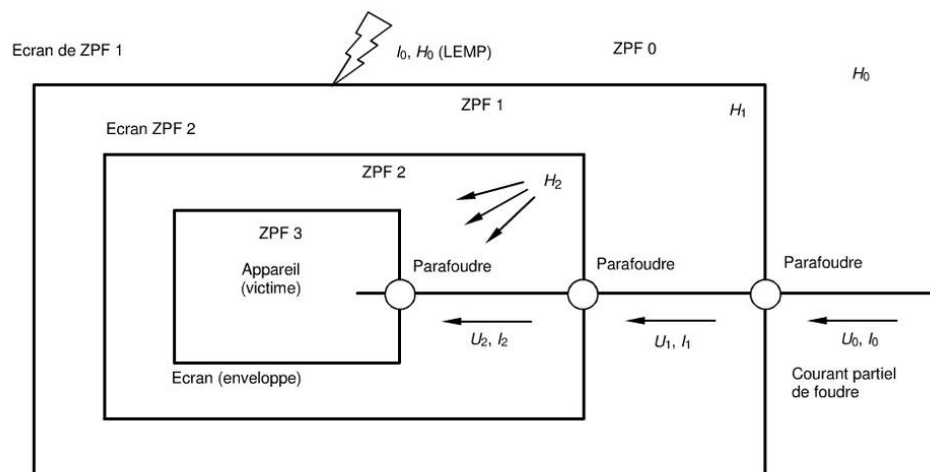 Ecran de ZPF 1
I0, H0 (LEMP)
ZPF 0
H0
ZPF 1
H1
Ecran ZPF 2
ZPF 2
H2
ZPF 3
Appareil
(victime)
Parafoudre
Parafoudre
Parafoudre
U2, I2
U1, I1
U0, I0
Ecran (enveloppe)
Courant partiel
de foudre